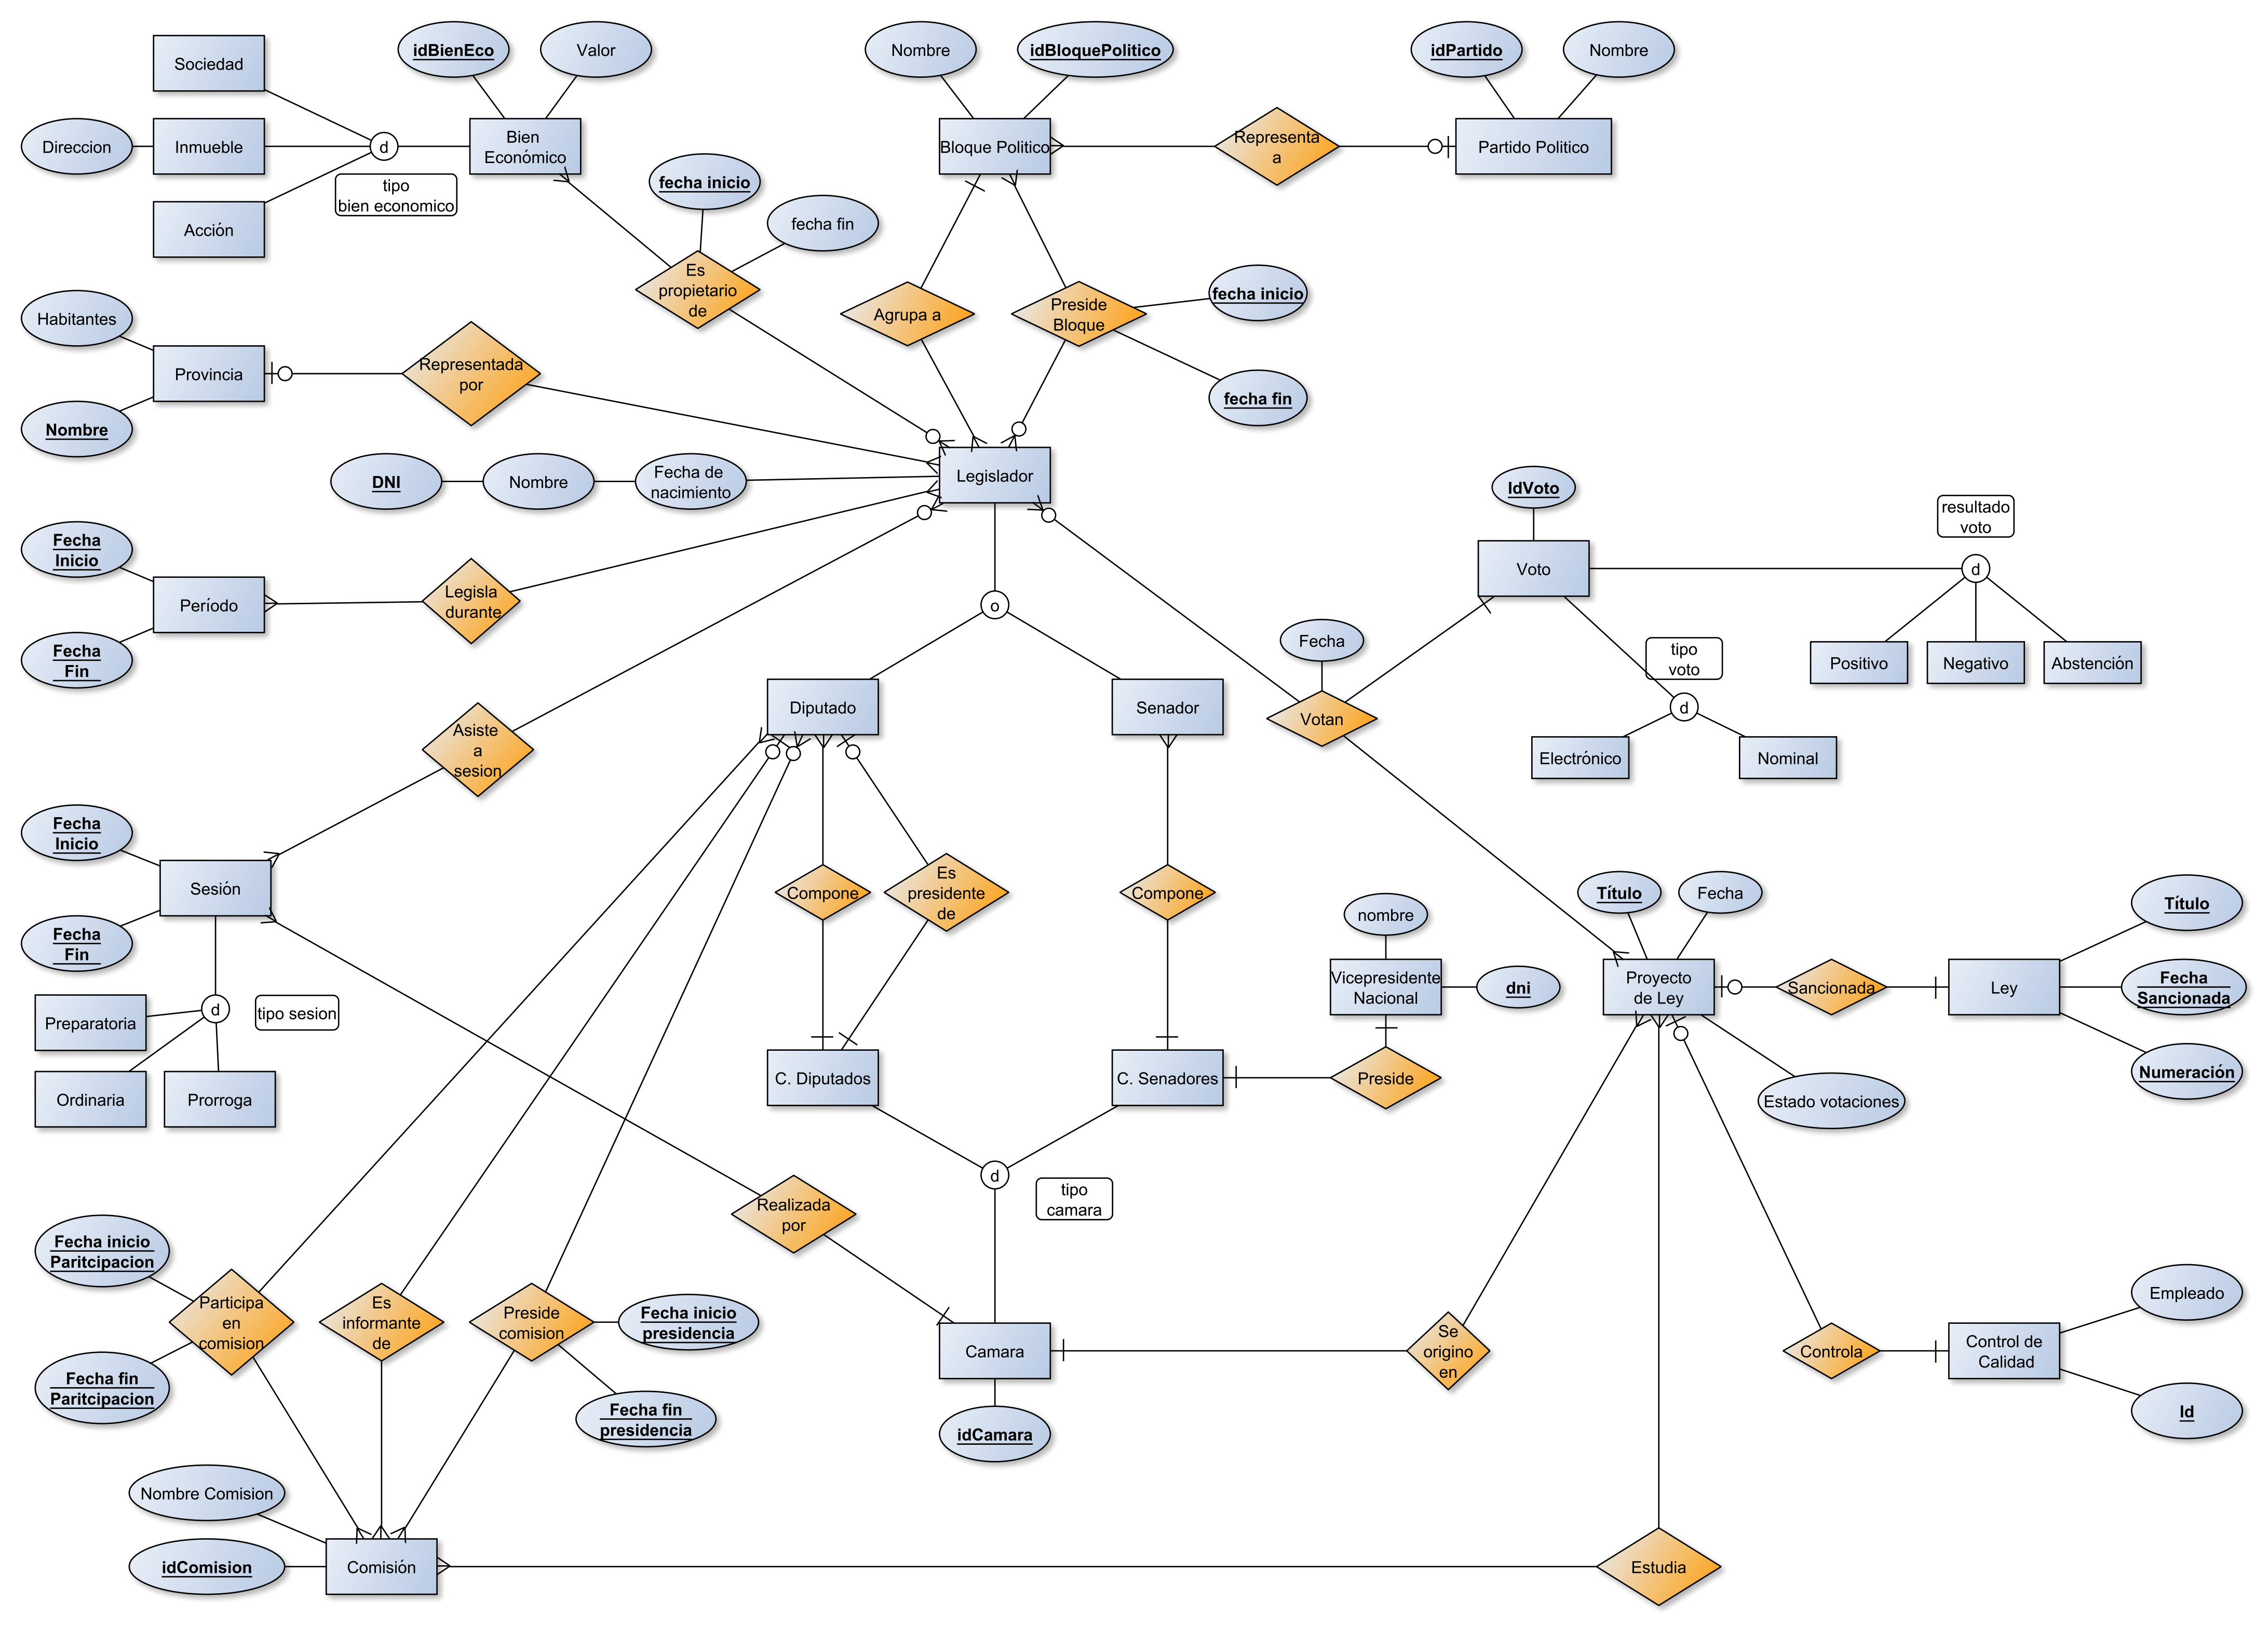 idBienEco
Valor
Nombre
idBloquePolitico
idPartido
Nombre
Sociedad
Direccion
Inmueble
d
Bien
Económico
Bloque Politico
Representa
a
Partido Politico
tipo
bien economico
Acción
fecha inicio
fecha fin
Es
propietario
de
Agrupa a
Preside
Bloque
fecha inicio
fecha fin
Habitantes
Provincia
Nombre
Representada
por
DNI
Nombre
Fecha de
nacimiento
Legislador
IdVoto
resultado
voto
Voto
d
Fecha
Inicio
Período
Fecha
Fin
Legisla
durante
o
Fecha
tipo
voto
Positivo
Negativo
Abstención
Diputado
Senador
Votan
d
Electrónico
Nominal
Asiste
a
sesion
Fecha
Inicio
Sesión
Fecha
Fin
Compone
Es
presidente
de
Compone
nombre
Vicepresidente
Nacional
dni
Título
Fecha
Proyecto
de Ley
Sancionada
Ley
Título
Fecha
Sancionada
Numeración
Estado votaciones
Preparatoria
d
tipo sesion
Ordinaria
Prorroga
C. Diputados
C. Senadores
Preside
d
tipo
camara
Realizada
por
Fecha inicio
Paritcipacion
Participa
en
comision
Fecha fin
Paritcipacion
Es
informante
de
Preside
comision
Fecha inicio
presidencia
Fecha fin
presidencia
Camara
idCamara
Se
origino
en
Controla
Control de
Calidad
Empleado
Id
Nombre Comision
idComision
Comisión
Estudia